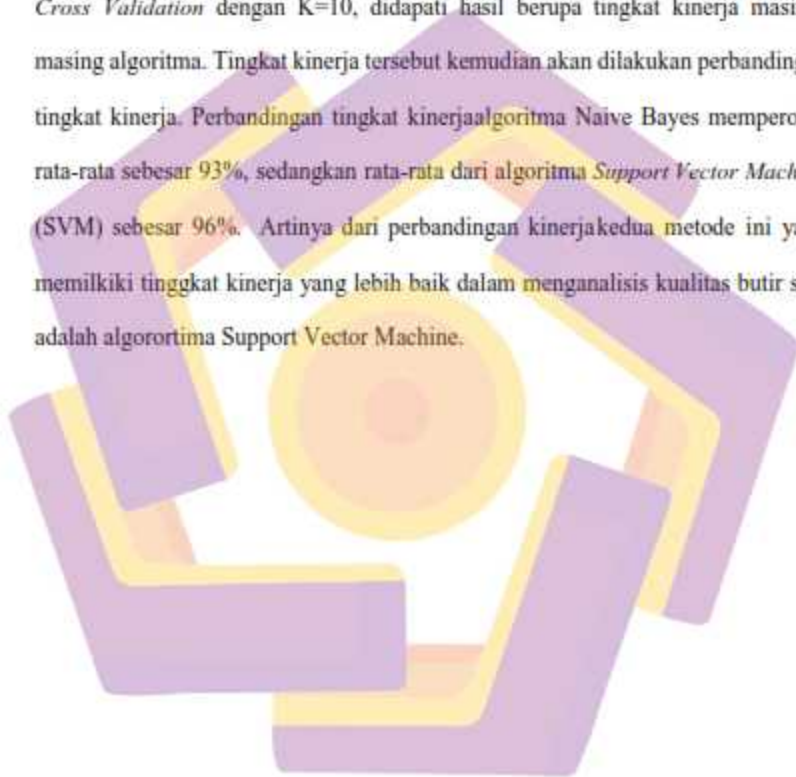 Cross Validation dengan K=10, didapati hasil berupa tingkat kinerja masin
masing algoritma. Tingkat kinerja tersebut kemudian akan dilakukan perbanding
tingkat kinerja. Perbandingan tingkat kinerjaalgoritma Naive Bayes mempero
rata-rata sebesar 93%, sedangkan rata-rata dari algoritma Support Vector Mach
(SVM) sebesar 96%. Artinya dari perbandingan kinerjakedua metode ini ya
memilkiki tinggkat kinerja yang lebih baik dalam menganalisis kualitas butir s
adalah algorortima Support Vector Machine.